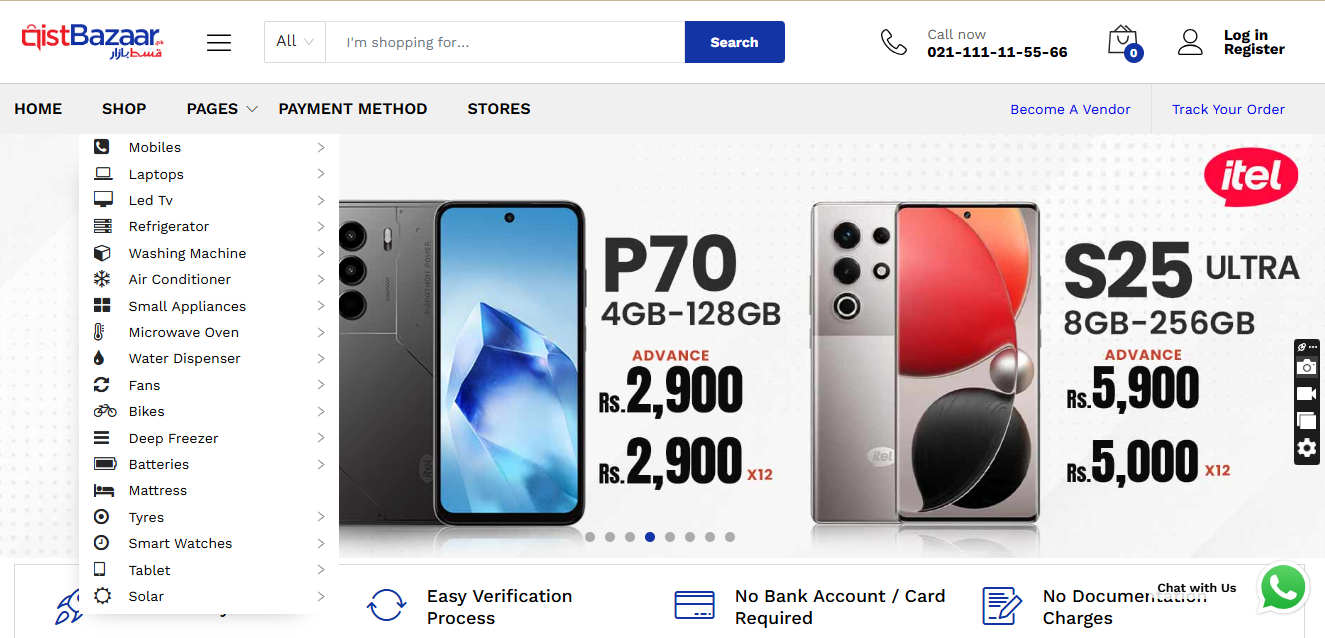 qistBazaar.pk
قسط بازار
All
I'm shopping for...
Search
Call now
021-111-11-55-66
0
Log in
Register
HOME
SHOP
PAGES
PAYMENT METHOD
STORES
Become A Vendor
Track Your Order
Mobiles
Laptops
Led Tv
Refrigerator
Washing Machine
Air Conditioner
Small Appliances
Microwave Oven
Water Dispenser
Fans
Bikes
Deep Freezer
Batteries
Mattress
Tyres
Smart Watches
Tablet
Solar
itel
P70
4GB-128GB
ADVANCE
Rs.2,900
Rs.2,900 X12
itel
S25 ULTRA
8GB-256GB
ADVANCE
Rs.5,900
Rs.5,000 X12
itel
Easy Verification
Process
No Bank Account / Card
Required
No Documentation
Charges
Chat with Us